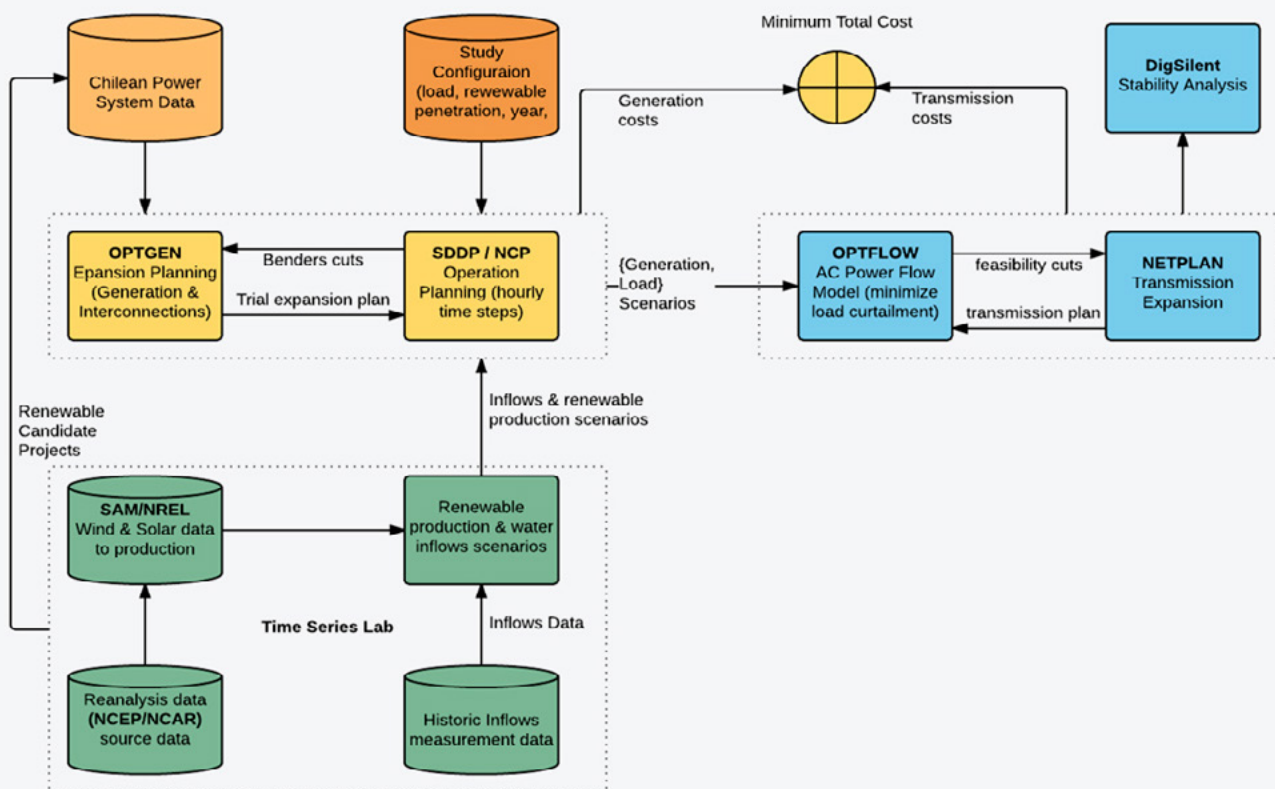 Minimum Total Cost
Chilean Power
System Data
Study
Configuraion
(load, rewewable
penetration, year,
Generation
costs
Transmission
costs
DigSilent
Stability Analysis
OPTGEN
Epansion Planning
(Generation &
Interconnections)
Benders cuts
Trial expansion plan
SDDP / NCP
Operation
Planning (hourly
time steps)
{Generation,
Load}
Scenarios
OPTFLOW
AC Power Flow
Model (minimize
load curtailment)
feasibility cuts
transmission plan
NETPLAN
Transmission
Expansion
Renewable
Candidate
Projects
Inflows & renewable
production scenarios
SAM/NREL
Wind & Solar data
to production
Renewable
production & water
inflows scenarios
Time Series Lab
Inflows Data
Reanalysis data
(NCEP/NCAR)
source data
Historic Inflows
measurement data